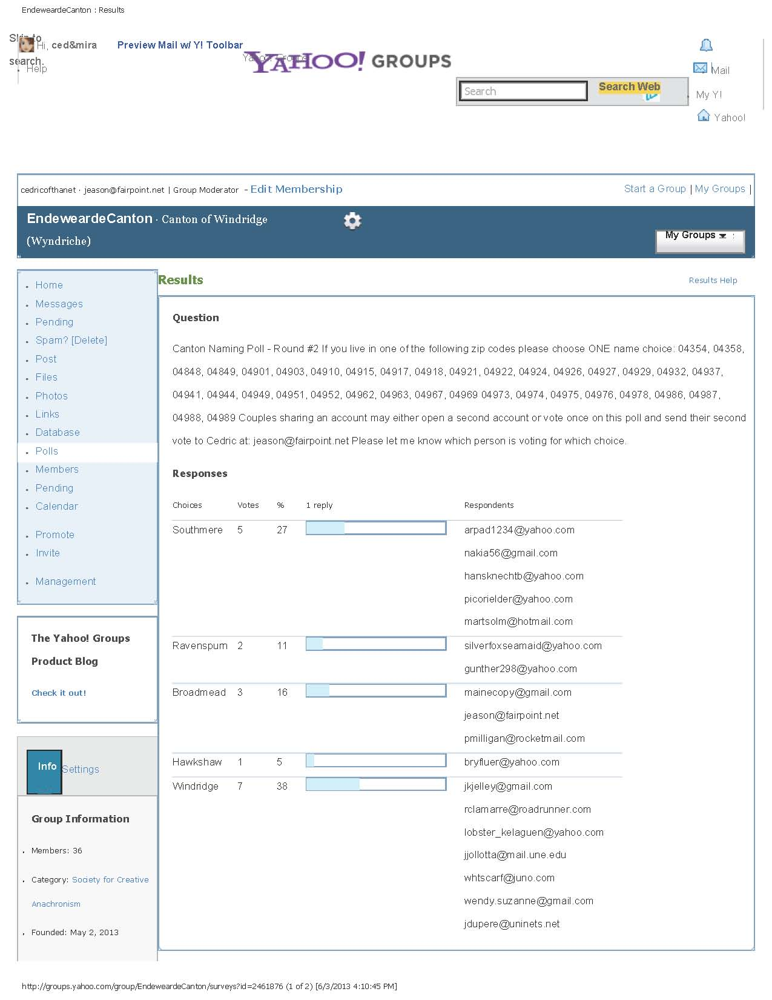 EndeweardeCanton : Results
Skip to
search.
Hi, ced&mira
Preview Mail w/ Y! Toolbar
Help
Yahoo! Groups
YAHOO! GROUPS
Search
Search Web
Mail
My Y!
Yahoo!
cedricofthanet · jeason@fairpoint.net | Group Moderator - Edit Membership
Start a Group | My Groups |
EndeweardeCanton · Canton of Windridge
(Wyndriche)
My Groups
Home
Messages
Pending
Spam? [Delete]
Post
Files
Photos
Links
Database
Polls
Members
Pending
Calendar
Promote
Invite
Management
The Yahoo! Groups
Product Blog
Check it out!
Info
Settings
Group Information
Members: 36
Category: Society for Creative
Anachronism
Founded: May 2, 2013
Results
Results Help
Question
Canton Naming Poll - Round #2 If you live in one of the following zip codes please choose ONE name choice: 04354, 04358,
04848, 04849, 04901, 04903, 04910, 04915, 04917, 04918, 04921, 04922, 04924, 04926, 04927, 04929, 04932, 04937,
04941, 04944, 04949, 04951, 04952, 04962, 04963, 04967, 04969 04973, 04974, 04975, 04976, 04978, 04986, 04987,
04988, 04989 Couples sharing an account may either open a second account or vote once on this poll and send their second
vote to Cedric at: jeason@fairpoint.net Please let me know which person is voting for which choice.
Responses
Choices Votes % 1 reply Respondents
Southmere 5 27 arpad1234@yahoo.com
nakia56@gmail.com
hansknechtb@yahoo.com
picorielder@yahoo.com
martsolm@hotmail.com
Ravenspurn 2 11 silverfoxseamaid@yahoo.com
gunther298@yahoo.com
Broadmead 3 16 mainecopy@gmail.com
jeason@fairpoint.net
pmilligan@rocketmail.com
Hawkshaw 1 5 bryfluer@yahoo.com
Windridge 7 38 jkjelley@gmail.com
rclamarre@roadrunner.com
lobster_kelaguen@yahoo.com
jjollotta@mail.une.edu
whtscarf@juno.com
wendy.suzanne@gmail.com
jdupere@uninets.net
http://groups.yahoo.com/group/EndeweardeCanton/surveys?id=2461876 (1 of 2) [6/3/2013 4:10:45 PM]